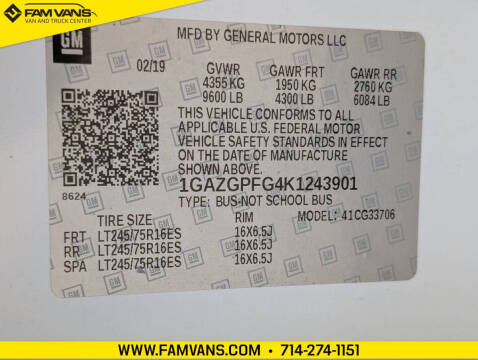 FAMVANS
VAN AND TRUCK CENTER
GM
MFD BY GENERAL MOTORS LLC
02/19 GVWR GAWR FRT GAWR RR
4355 KG 1950 KG 2760 KG
9600 LB 4300 LB 6084 LB
THIS VEHICLE CONFORMS TO ALL
APPLICABLE U.S. FEDERAL MOTOR
VEHICLE SAFETY STANDARDS IN EFFECT
ON THE DATE OF MANUFACTURE
SHOWN ABOVE.
1GAZGPFG4K1243901
8624 TYPE: BUS-NOT SCHOOL BUS
TIRE SIZE RIM MODEL: 41CG33706
FRT LT245/75R16ES 16X6.5J
RR LT245/75R16ES 16X6.5J
SPA LT245/75R16ES 16X6.5J
WWW.FAMVANS.COM • 714-274-1151